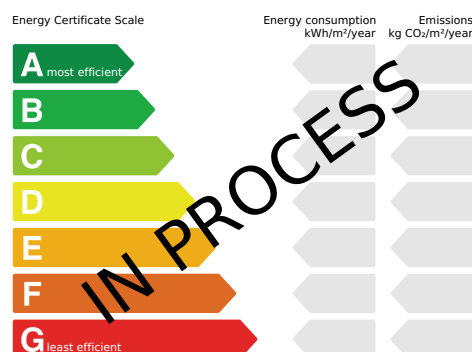 Energy Certificate Scale
Energy consumption
kWh/m²/year
Emissions
kg CO₂/m²/year
A most efficient
B
C
D
E
F
G least efficient
IN PROCESS